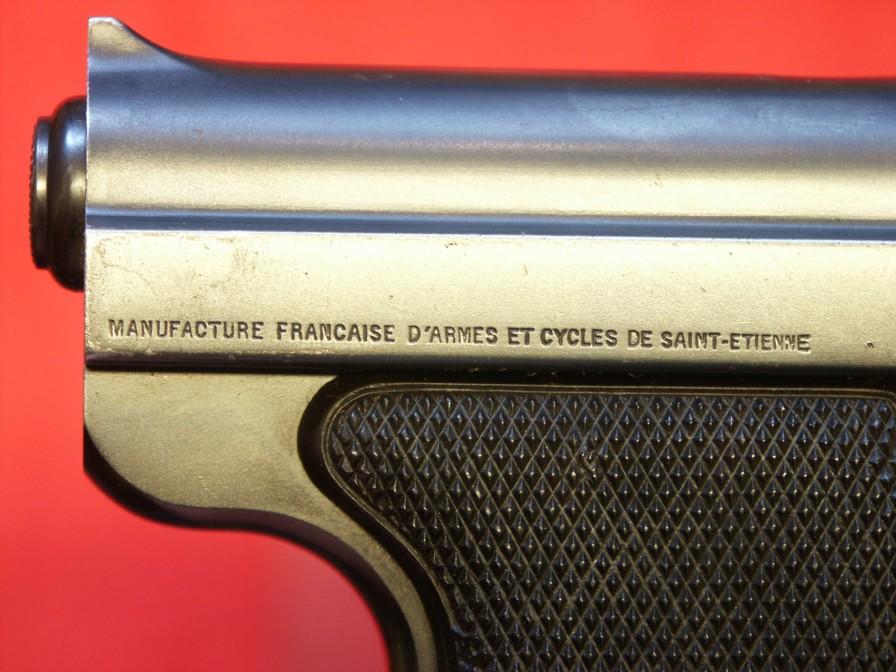 MANUFACTURE FRANCAISE D'ARMES ET CYCLES DE SAINT-ETIENNE